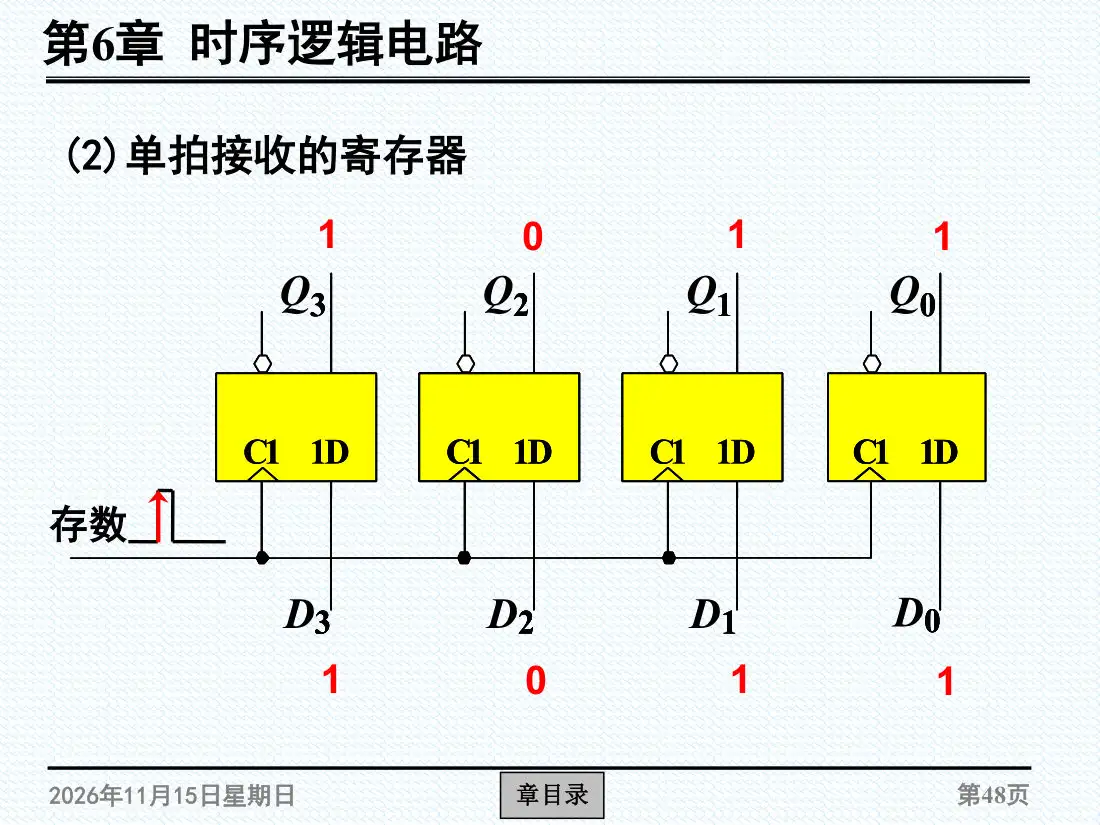 第6章 时序逻辑电路
(2)单拍接收的寄存器
1 0 1 1
Q3 Q2 Q1 Q0
C1 1D C1 1D C1 1D C1 1D
存数
D3 D2 D1 D0
1 0 1 1
2026年11月15日星期日 章目录 第48页